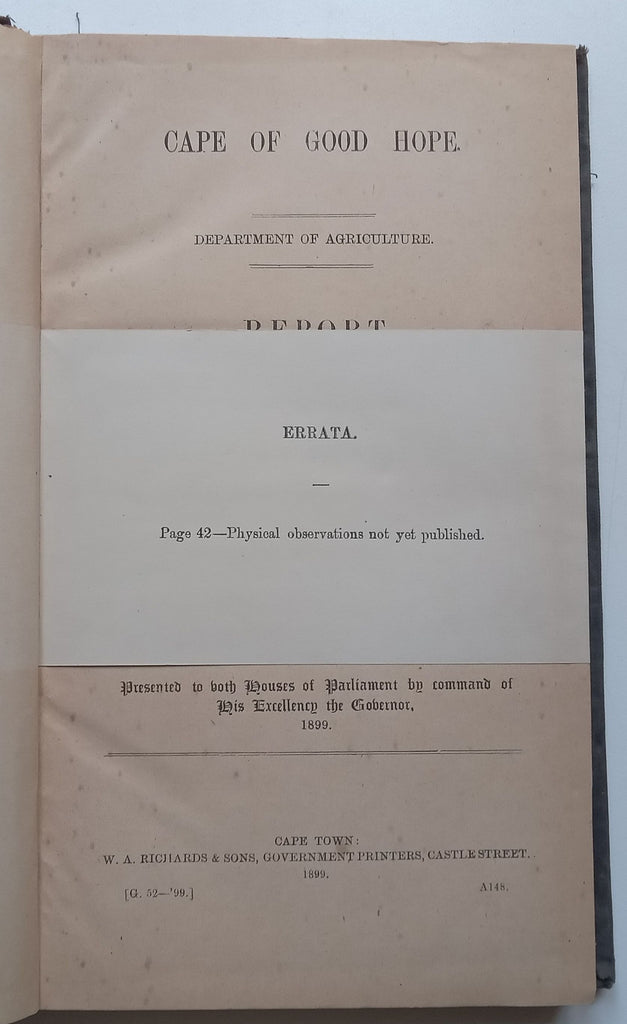 CAPE OF GOOD HOPE.
DEPARTMENT OF AGRICULTURE.
REPORT
ERRATA.
—
Page 42—Physical observations not yet published.
Presented to both Houses of Parliament by command of
His Excellency the Governor,
1899.
CAPE TOWN:
W. A. RICHARDS & SONS, GOVERNMENT PRINTERS, CASTLE STREET.
1899.
[G. 52—'99.]
A148.